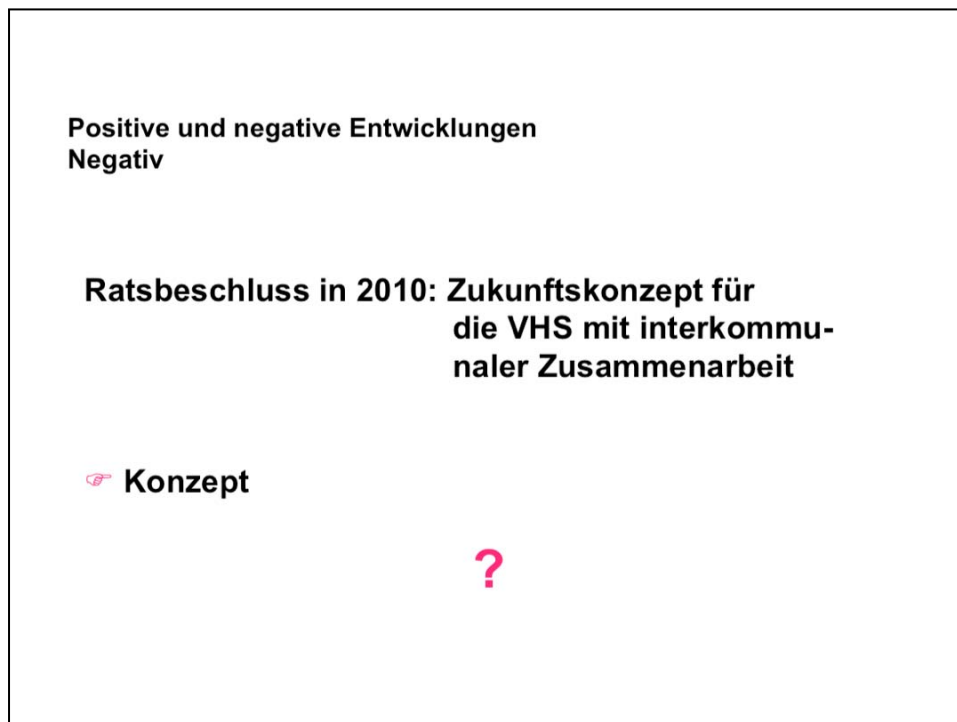 Positive und negative Entwicklungen
Negativ
Ratsbeschluss in 2010: Zukunftskonzept für
die VHS mit interkommu-
naler Zusammenarbeit
☞ Konzept
?